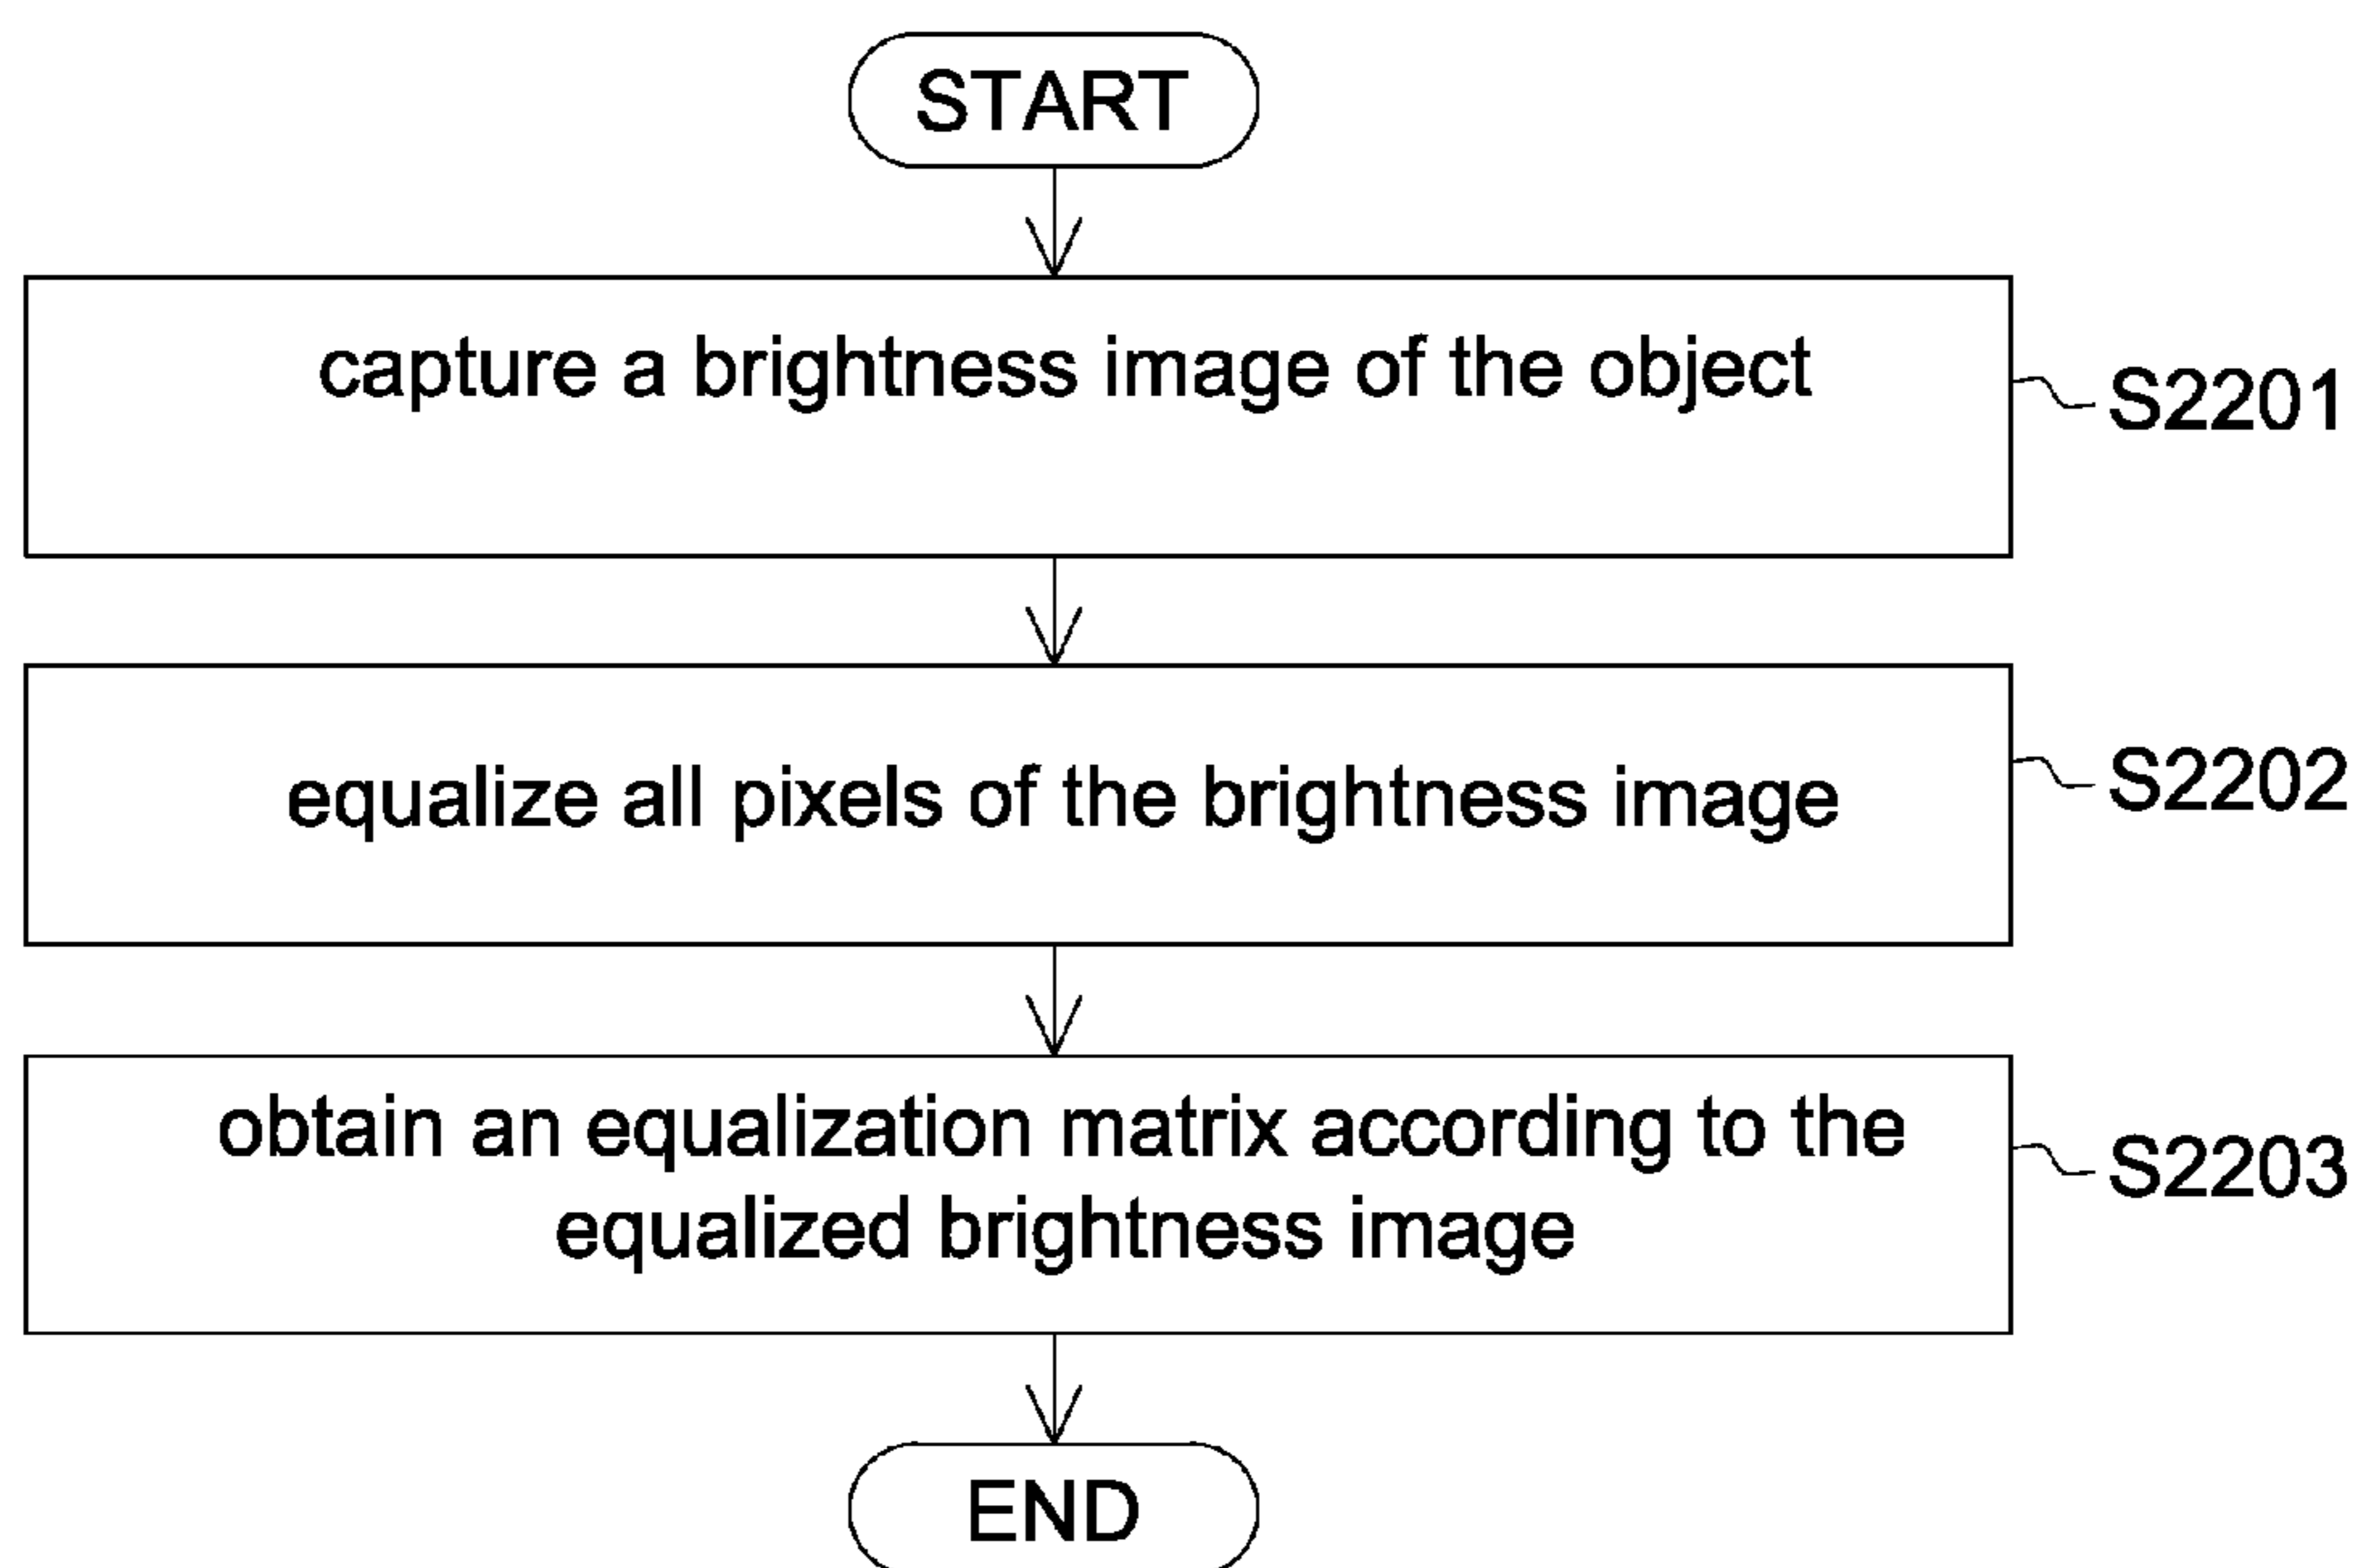 START
capture a brightness image of the object
S2201
equalize all pixels of the brightness image
S2202
obtain an equalization matrix according to the
equalized brightness image
S2203
END